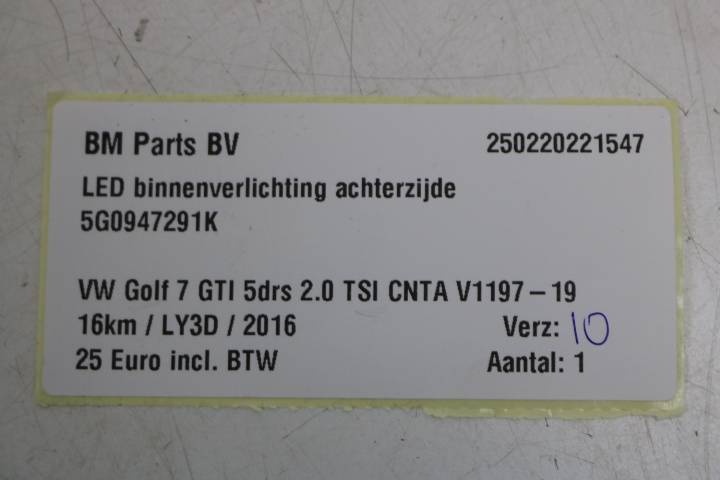 BM Parts BV 250220221547
LED binnenverlichting achterzijde
5G0947291K
VW Golf 7 GTI 5drs 2.0 TSI CNTA V1197-19
16km / LY3D / 2016 Verz: 10
25 Euro incl. BTW Aantal: 1